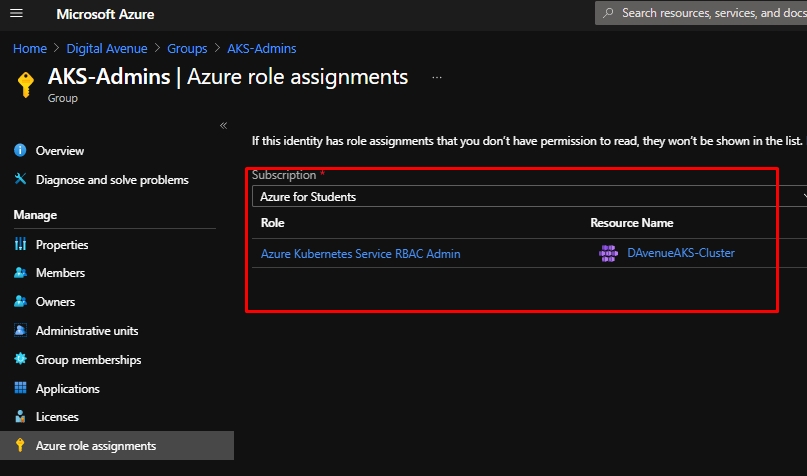 Microsoft Azure
Search resources, services, and docs
Home > Digital Avenue > Groups > AKS-Admins
AKS-Admins | Azure role assignments ...
Group
«
If this identity has role assignments that you don't have permission to read, they won't be shown in the list.
Overview
Diagnose and solve problems
Manage
Properties
Members
Owners
Administrative units
Group memberships
Applications
Licenses
Azure role assignments
Subscription *
Azure for Students
Role Resource Name
Azure Kubernetes Service RBAC Admin DAvenueAKS-Cluster